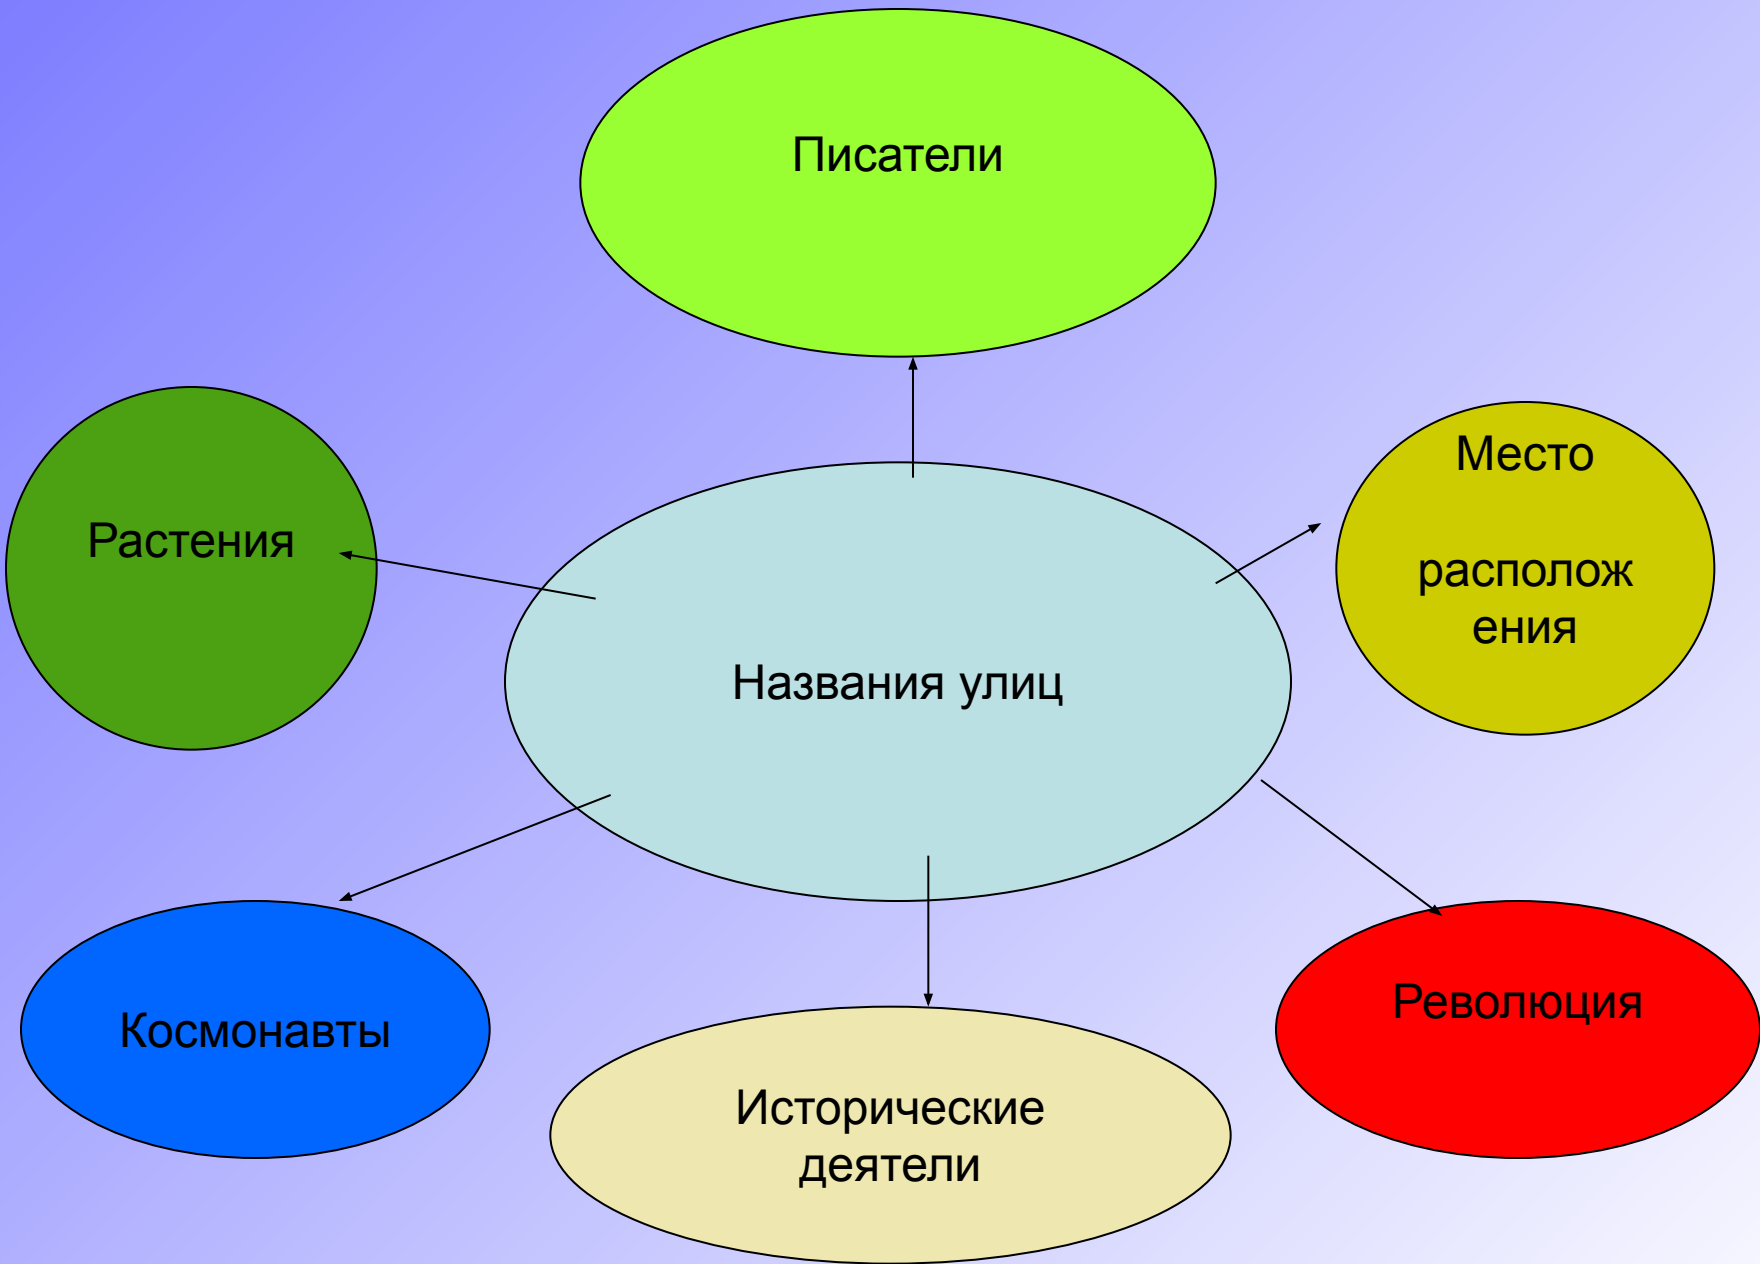 Писатели
Место
располож
ения
Растения
Названия улиц
Революция
Космонавты
Исторические
деятели